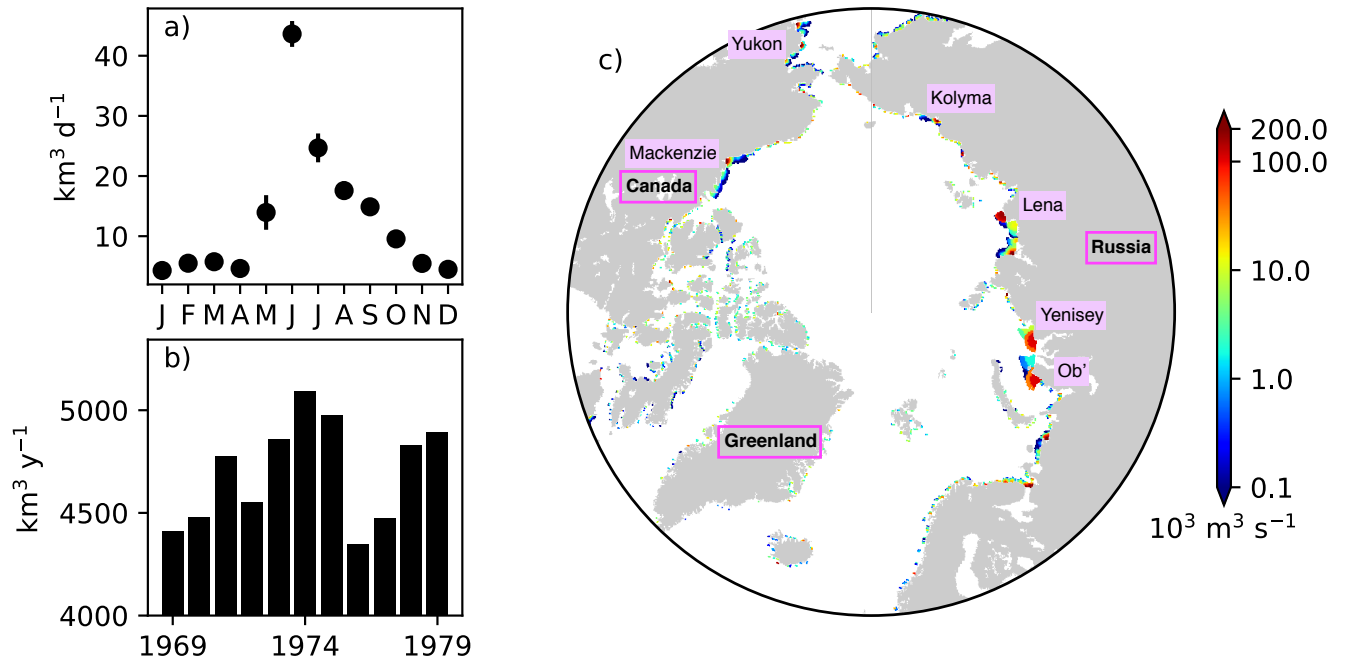 a)
40
30
20
10
km³ d⁻¹
J F M A M J J A S O N D
b)
5000
4500
4000
km³ y⁻¹
1969 1974 1979
c)
Yukon
Kolyma
Mackenzie
Canada
Lena
Russia
Yenisey
Ob’
Greenland
200.0
100.0
10.0
1.0
0.1
10³ m³ s⁻¹